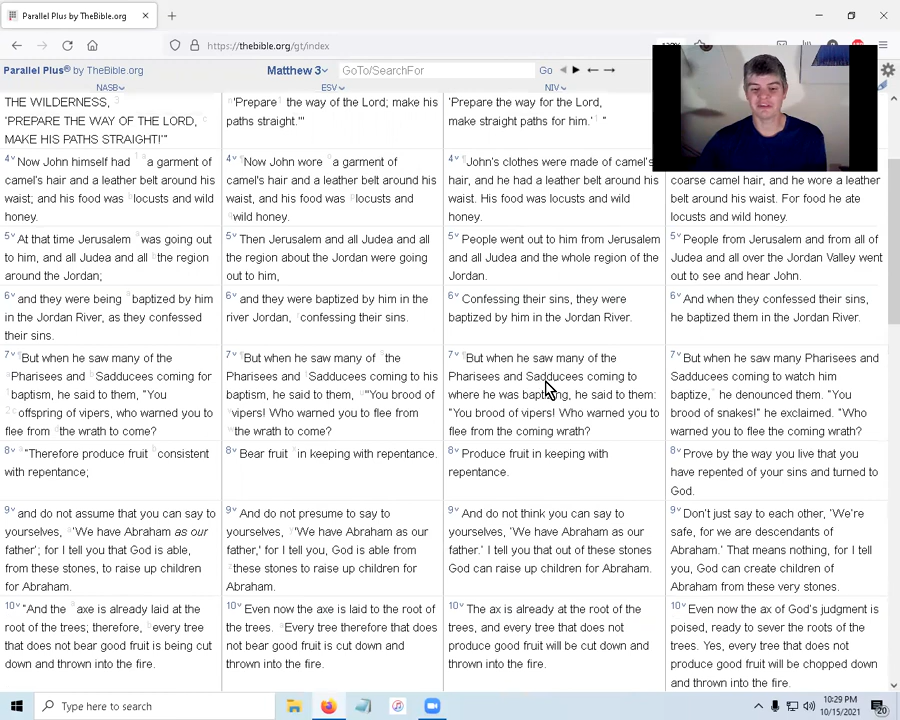 Parallel Plus by TheBible.org
https://thebible.org/gt/index
Parallel Plus® by TheBible.org
Matthew 3
GoTo/SearchFor
Go
NASB
ESV
NIV
THE WILDERNESS, 3
'PREPARE THE WAY OF THE LORD,
MAKE HIS PATHS STRAIGHT!'"
4 Now John himself had a garment of
camel's hair and a leather belt around his
waist; and his food was locusts and wild
honey.
5 At that time Jerusalem was going out
to him, and all Judea and all the region
around the Jordan;
6 and they were being baptized by him
in the Jordan River, as they confessed
their sins.
7 But when he saw many of the
Pharisees and Sadducees coming for
baptism, he said to them, "You
offspring of vipers, who warned you to
flee from the wrath to come?
8 "Therefore produce fruit consistent
with repentance;
9 and do not assume that you can say to
yourselves, 'We have Abraham as our
father'; for I tell you that God is able,
from these stones, to raise up children
for Abraham.
10 "And the axe is already laid at the
root of the trees; therefore, every tree
that does not bear good fruit is being cut
down and thrown into the fire.
'Prepare the way of the Lord; make his
paths straight.'"
4 Now John wore a garment of
camel's hair and a leather belt around his
waist, and his food was locusts and
wild honey.
5 Then Jerusalem and all Judea and all
the region about the Jordan were going
out to him,
6 and they were baptized by him in the
river Jordan, confessing their sins.
7 But when he saw many of the
Pharisees and Sadducees coming to his
baptism, he said to them, "You brood of
vipers! Who warned you to flee from
the wrath to come?
8 Bear fruit in keeping with repentance.
9 And do not presume to say to
yourselves, 'We have Abraham as our
father,' for I tell you, God is able from
these stones to raise up children for
Abraham.
10 Even now the axe is laid to the root of
the trees. Every tree therefore that does
not bear good fruit is cut down and
thrown into the fire.
'Prepare the way for the Lord,
make straight paths for him.' "
4 John's clothes were made of camel's
hair, and he had a leather belt around his
waist. His food was locusts and wild
honey.
5 People went out to him from Jerusalem
and all Judea and the whole region of the
Jordan.
6 Confessing their sins, they were
baptized by him in the Jordan River.
7 But when he saw many of the
Pharisees and Sadducees coming to
where he was baptizing, he said to them:
"You brood of vipers! Who warned you to
flee from the coming wrath?
8 Produce fruit in keeping with
repentance.
9 And do not think you can say to
yourselves, 'We have Abraham as our
father.' I tell you that out of these stones
God can raise up children for Abraham.
10 The ax is already at the root of the
trees, and every tree that does not
produce good fruit will be cut down and
thrown into the fire.
coarse camel hair, and he wore a leather
belt around his waist. For food he ate
locusts and wild honey.
5 People from Jerusalem and from all of
Judea and all over the Jordan Valley went
out to see and hear John.
6 And when they confessed their sins,
he baptized them in the Jordan River.
7 But when he saw many Pharisees and
Sadducees coming to watch him
baptize, he denounced them. "You
brood of snakes!" he exclaimed. "Who
warned you to flee the coming wrath?
8 Prove by the way you live that you
have repented of your sins and turned to
God.
9 Don't just say to each other, 'We're
safe, for we are descendants of
Abraham.' That means nothing, for I tell
you, God can create children of
Abraham from these very stones.
10 Even now the ax of God's judgment is
poised, ready to sever the roots of the
trees. Yes, every tree that does not
produce good fruit will be chopped down
and thrown into the fire.
Type here to search
10:29 PM
10/15/2021
20